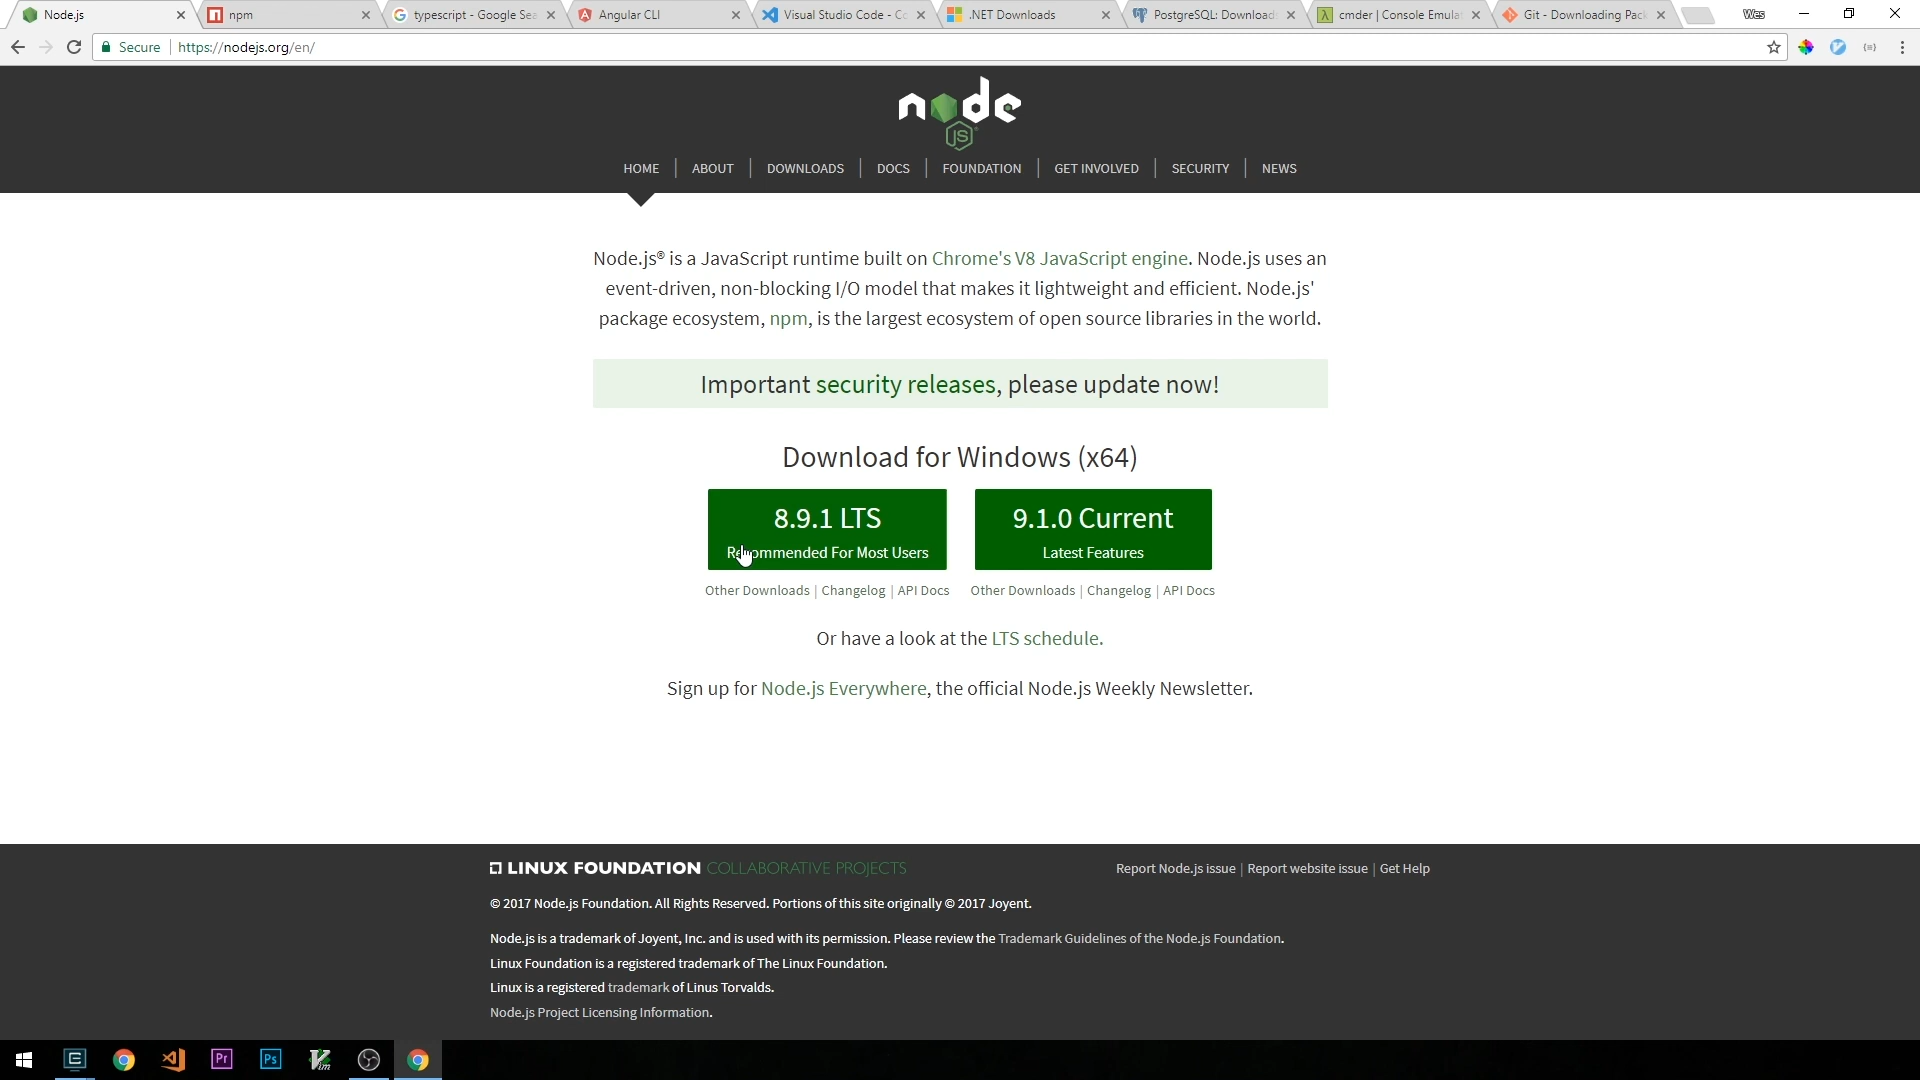 Node.js
npm
typescript - Google Sea
Angular CLI
Visual Studio Code - Co
.NET Downloads
PostgreSQL: Downloads
cmder | Console Emulat
Git - Downloading Pack
Wes
Secure
https://nodejs.org/en/
node
JS
HOME
ABOUT
DOWNLOADS
DOCS
FOUNDATION
GET INVOLVED
SECURITY
NEWS
Node.js® is a JavaScript runtime built on Chrome's V8 JavaScript engine. Node.js uses an
event-driven, non-blocking I/O model that makes it lightweight and efficient. Node.js'
package ecosystem, npm, is the largest ecosystem of open source libraries in the world.
Important security releases, please update now!
Download for Windows (x64)
8.9.1 LTS
Recommended For Most Users
9.1.0 Current
Latest Features
Other Downloads | Changelog | API Docs
Other Downloads | Changelog | API Docs
Or have a look at the LTS schedule.
Sign up for Node.js Everywhere, the official Node.js Weekly Newsletter.
LINUX FOUNDATION COLLABORATIVE PROJECTS
Report Node.js issue | Report website issue | Get Help
© 2017 Node.js Foundation. All Rights Reserved. Portions of this site originally © 2017 Joyent.
Node.js is a trademark of Joyent, Inc. and is used with its permission. Please review the Trademark Guidelines of the Node.js Foundation.
Linux Foundation is a registered trademark of The Linux Foundation.
Linux is a registered trademark of Linus Torvalds.
Node.js Project Licensing Information.
Pr
Ps
Vim